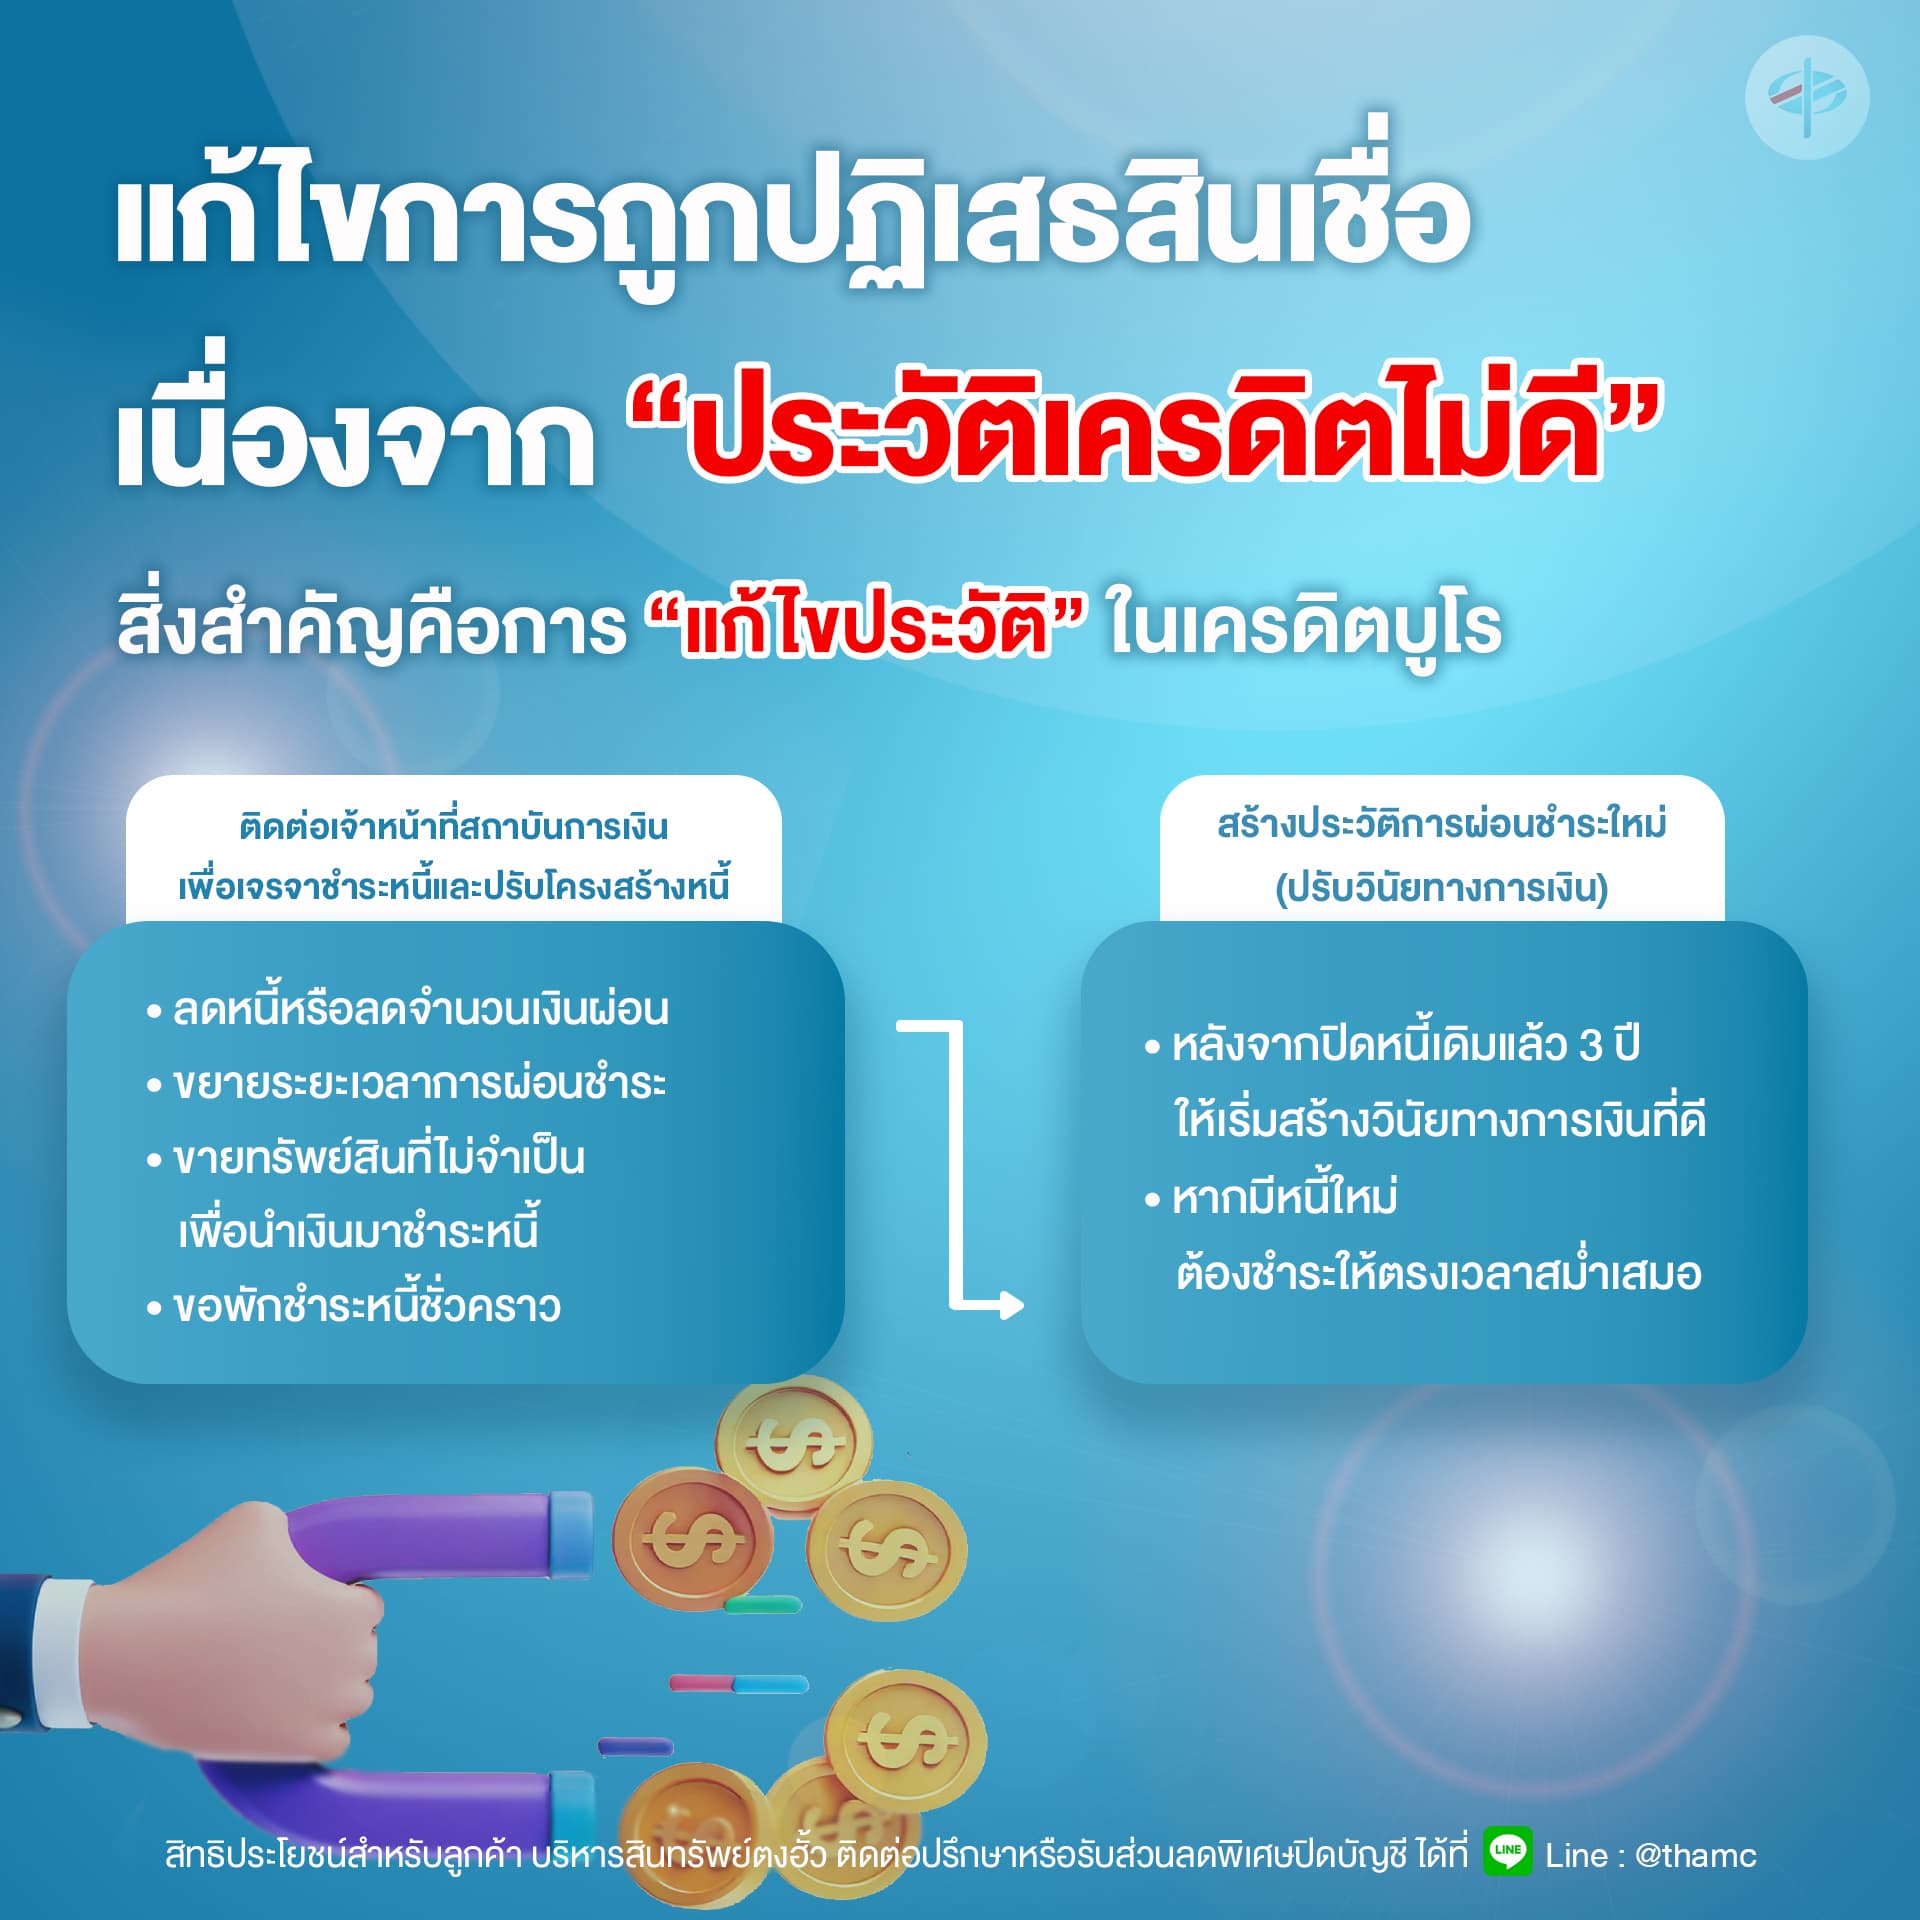 แก้ไขการถูกปฏิเสธสินเชื่อ
เนื่องจาก “ประวัติเครดิตไม่ดี”
สิ่งสำคัญคือการ “แก้ไขประวัติ” ในเครดิตบูโร
ติดต่อเจ้าหน้าที่สถาบันการเงิน
เพื่อเจรจาชำระหนี้และปรับโครงสร้างหนี้
• ลดหนี้หรือลดจำนวนเงินผ่อน
• ขยายระยะเวลาการผ่อนชำระ
• ขายทรัพย์สินที่ไม่จำเป็น
เพื่อนำเงินมาชำระหนี้
• ขอพักชำระหนี้ชั่วคราว
สร้างประวัติการผ่อนชำระใหม่
(ปรับวินัยทางการเงิน)
• หลังจากปิดหนี้เดิมแล้ว 3 ปี
ให้เริ่มสร้างวินัยทางการเงินที่ดี
• หากมีหนี้ใหม่
ต้องชำระให้ตรงเวลาสม่ำเสมอ
สิทธิประโยชน์สำหรับลูกค้า บริหารสินทรัพย์ตงฮั้ว ติดต่อปรึกษาหรือรับส่วนลดพิเศษปิดบัญชี ได้ที่ LINE Line : @thamc